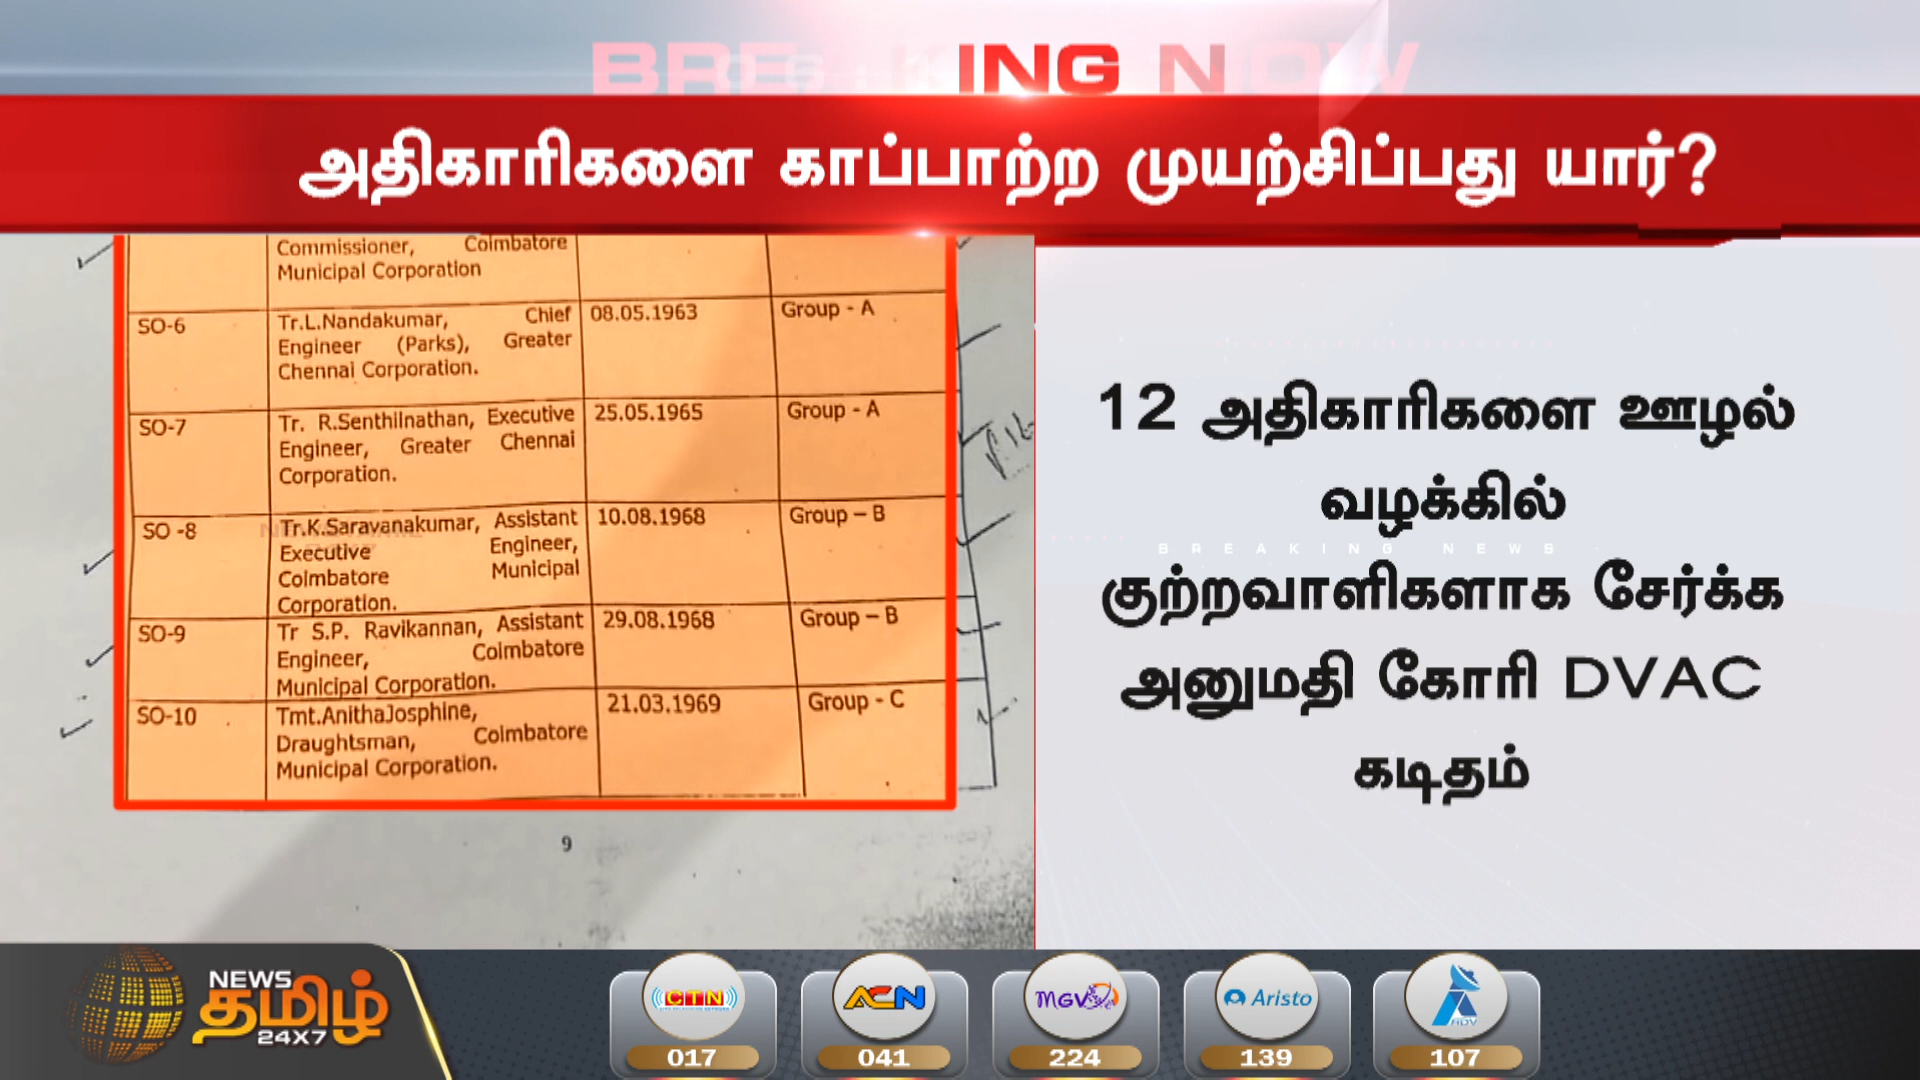 BREAKING NOW
அதிகாரிகளை காப்பாற்ற முயற்சிப்பது யார்?
Commissioner, Coimbatore
Municipal Corporation
SO-6
Tr.L.Nandakumar, Chief
Engineer (Parks), Greater
Chennai Corporation.
08.05.1963
Group - A
SO-7
Tr. R.Senthilnathan, Executive
Engineer, Greater Chennai
Corporation.
25.05.1965
Group - A
SO -8
Tr.K.Saravanakumar, Assistant
Executive Engineer,
Coimbatore Municipal
Corporation.
10.08.1968
Group – B
SO-9
Tr S.P. Ravikannan, Assistant
Engineer, Coimbatore
Municipal Corporation.
29.08.1968
Group – B
SO-10
Tmt.AnithaJosphine,
Draughtsman, Coimbatore
Municipal Corporation.
21.03.1969
Group - C
9
12 அதிகாரிகளை ஊழல்
வழக்கில்
BREAKING NEWS
குற்றவாளிகளாக சேர்க்க
அனுமதி கோரி DVAC
கடிதம்
NEWS
தமிழ்
24X7
CTN
017
ACN
041
MGV
224
Aristo
139
ADV
107